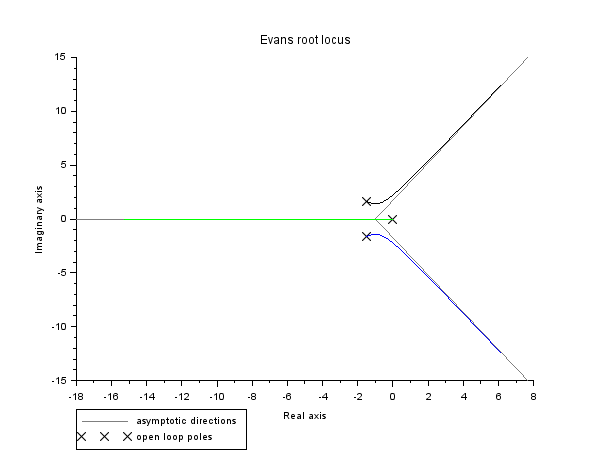 Evans root locus
15
10
5
0
-5
-10
-15
Imaginary axis
-18 -16 -14 -12 -10 -8 -6 -4 -2 0 2 4 6 8
Real axis
asymptotic directions
open loop poles